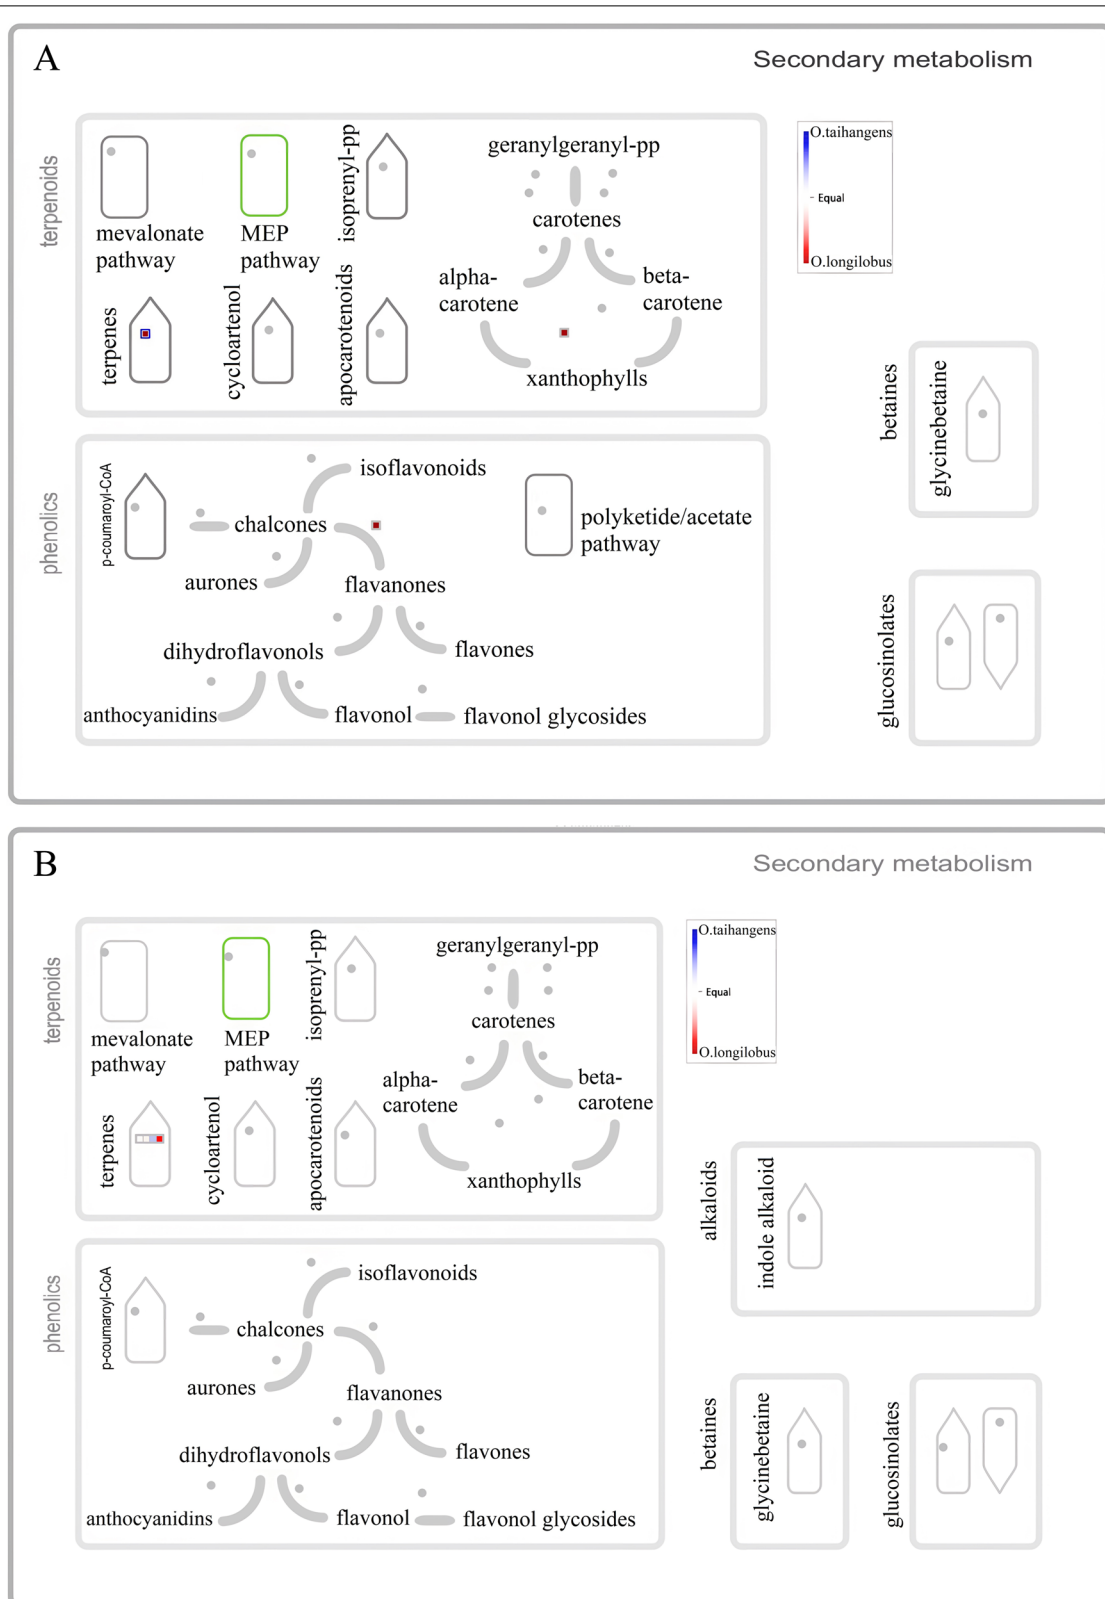 A
Secondary metabolism
terpenoids
mevalonate
pathway
MEP
pathway
isoprenyl-pp
geranylgeranyl-pp
carotenes
alpha-
carotene
beta-
carotene
xanthophylls
terpenes
cycloartenol
apocarotenoids
O.taihangens
Equal
O.longilobus
betaines
glycinebetaine
phenolics
p-coumaroyl-CoA
isoflavonoids
chalcones
aurones
flavanones
polyketide/acetate
pathway
dihydroflavonols
flavones
anthocyanidins
flavonol
flavonol glycosides
glucosinolates
B
Secondary metabolism
terpenoids
mevalonate
pathway
MEP
pathway
isoprenyl-pp
geranylgeranyl-pp
carotenes
alpha-
carotene
beta-
carotene
xanthophylls
terpenes
cycloartenol
apocarotenoids
O.taihangens
Equal
O.longilobus
alkaloids
indole alkaloid
phenolics
p-coumaroyl-CoA
isoflavonoids
chalcones
aurones
flavanones
dihydroflavonols
flavones
anthocyanidins
flavonol
flavonol glycosides
betaines
glycinebetaine
glucosinolates